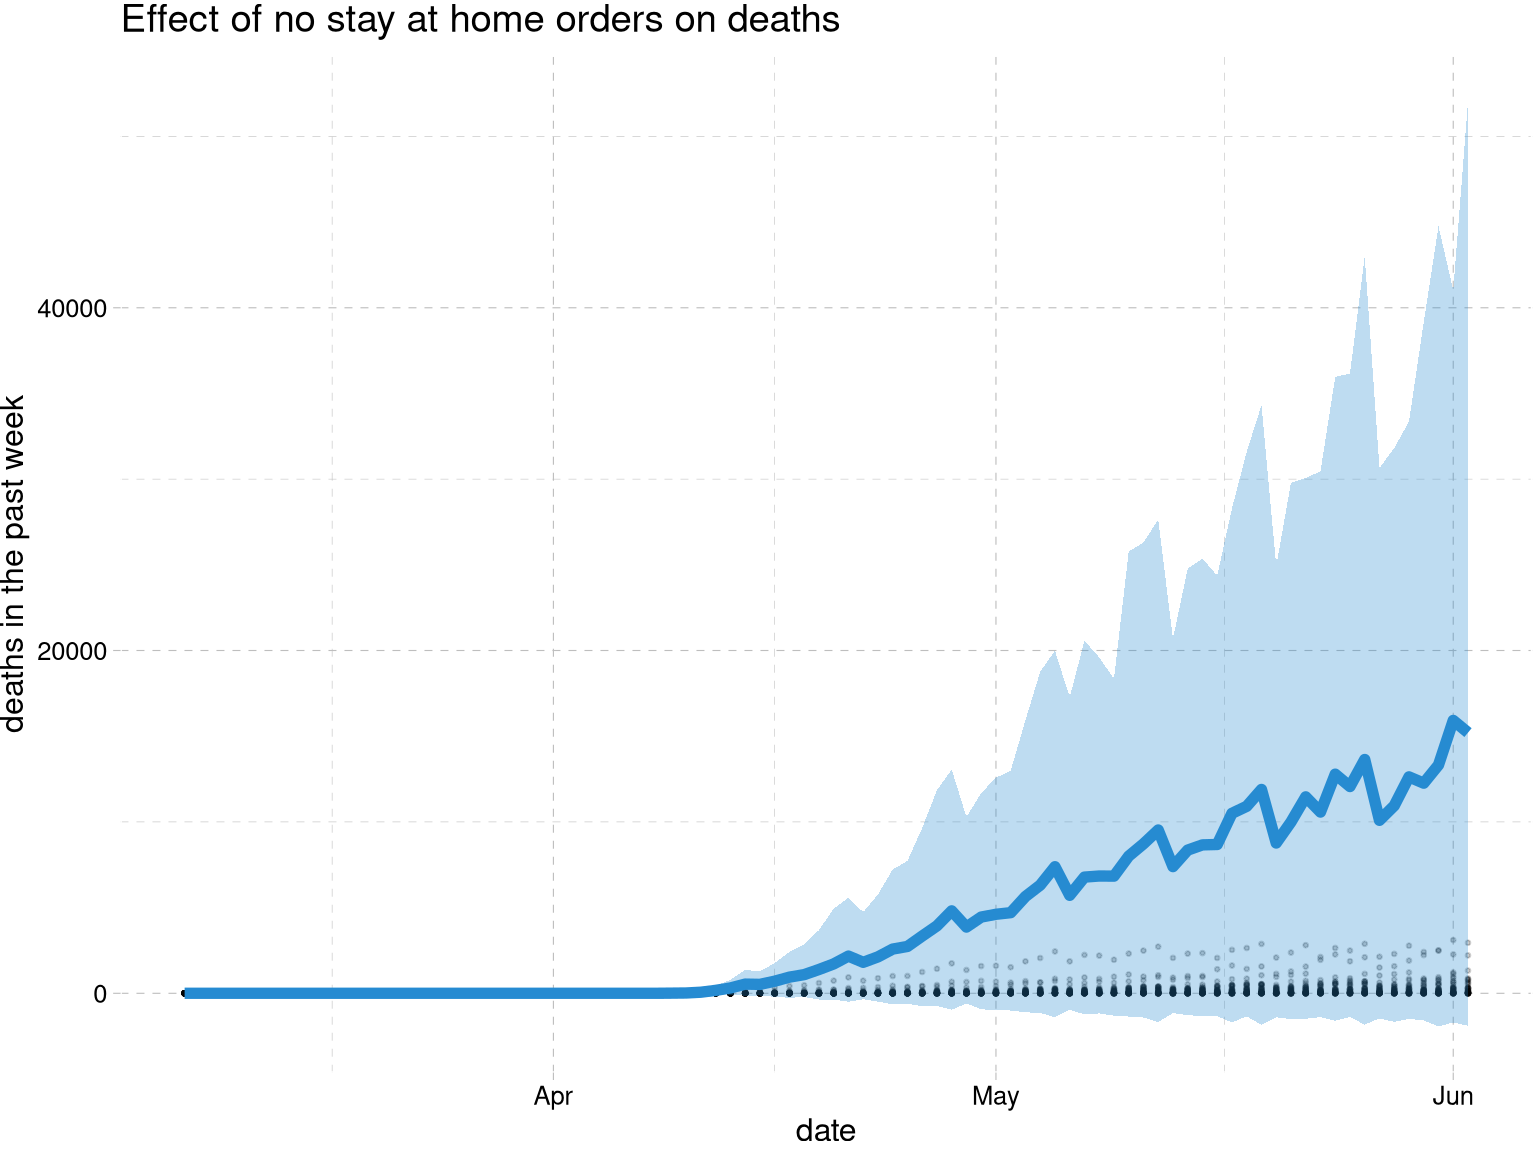 Effect of no stay at home orders on deaths
deaths in the past week
40000
20000
0
Apr
May
Jun
date